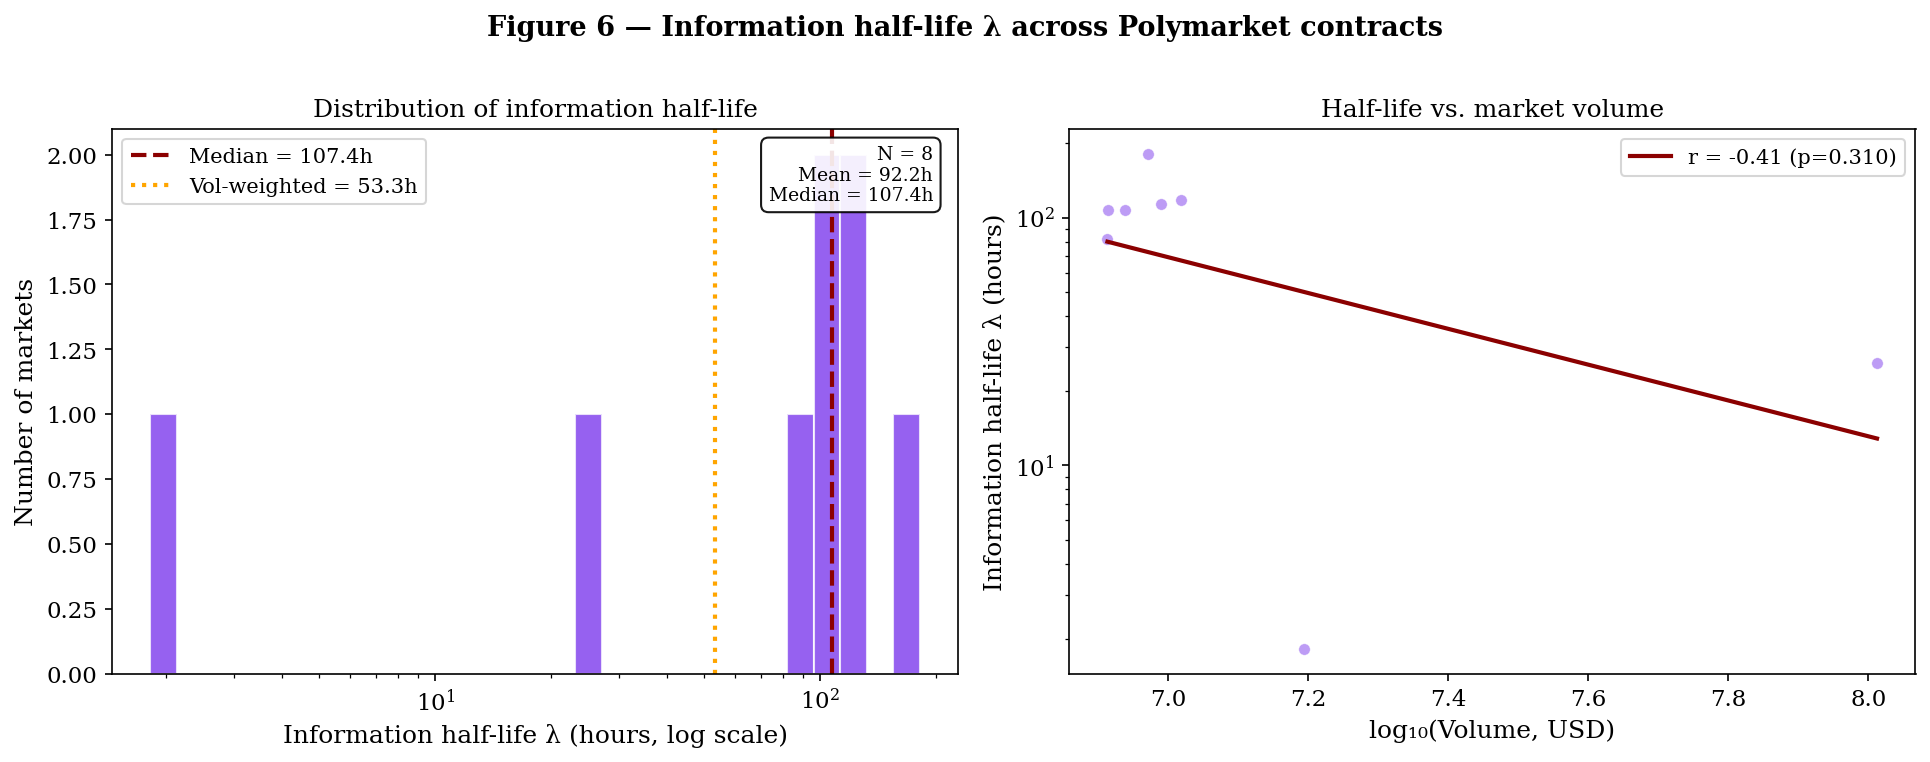 Figure 6 — Information half-life λ across Polymarket contracts
Distribution of information half-life
Median = 107.4h
Vol-weighted = 53.3h
N = 8
Mean = 92.2h
Median = 107.4h
Number of markets
2.00
1.75
1.50
1.25
1.00
0.75
0.50
0.25
0.00
10¹
10²
Information half-life λ (hours, log scale)
Half-life vs. market volume
r = -0.41 (p=0.310)
Information half-life λ (hours)
10²
10¹
7.0
7.2
7.4
7.6
7.8
8.0
log₁₀(Volume, USD)